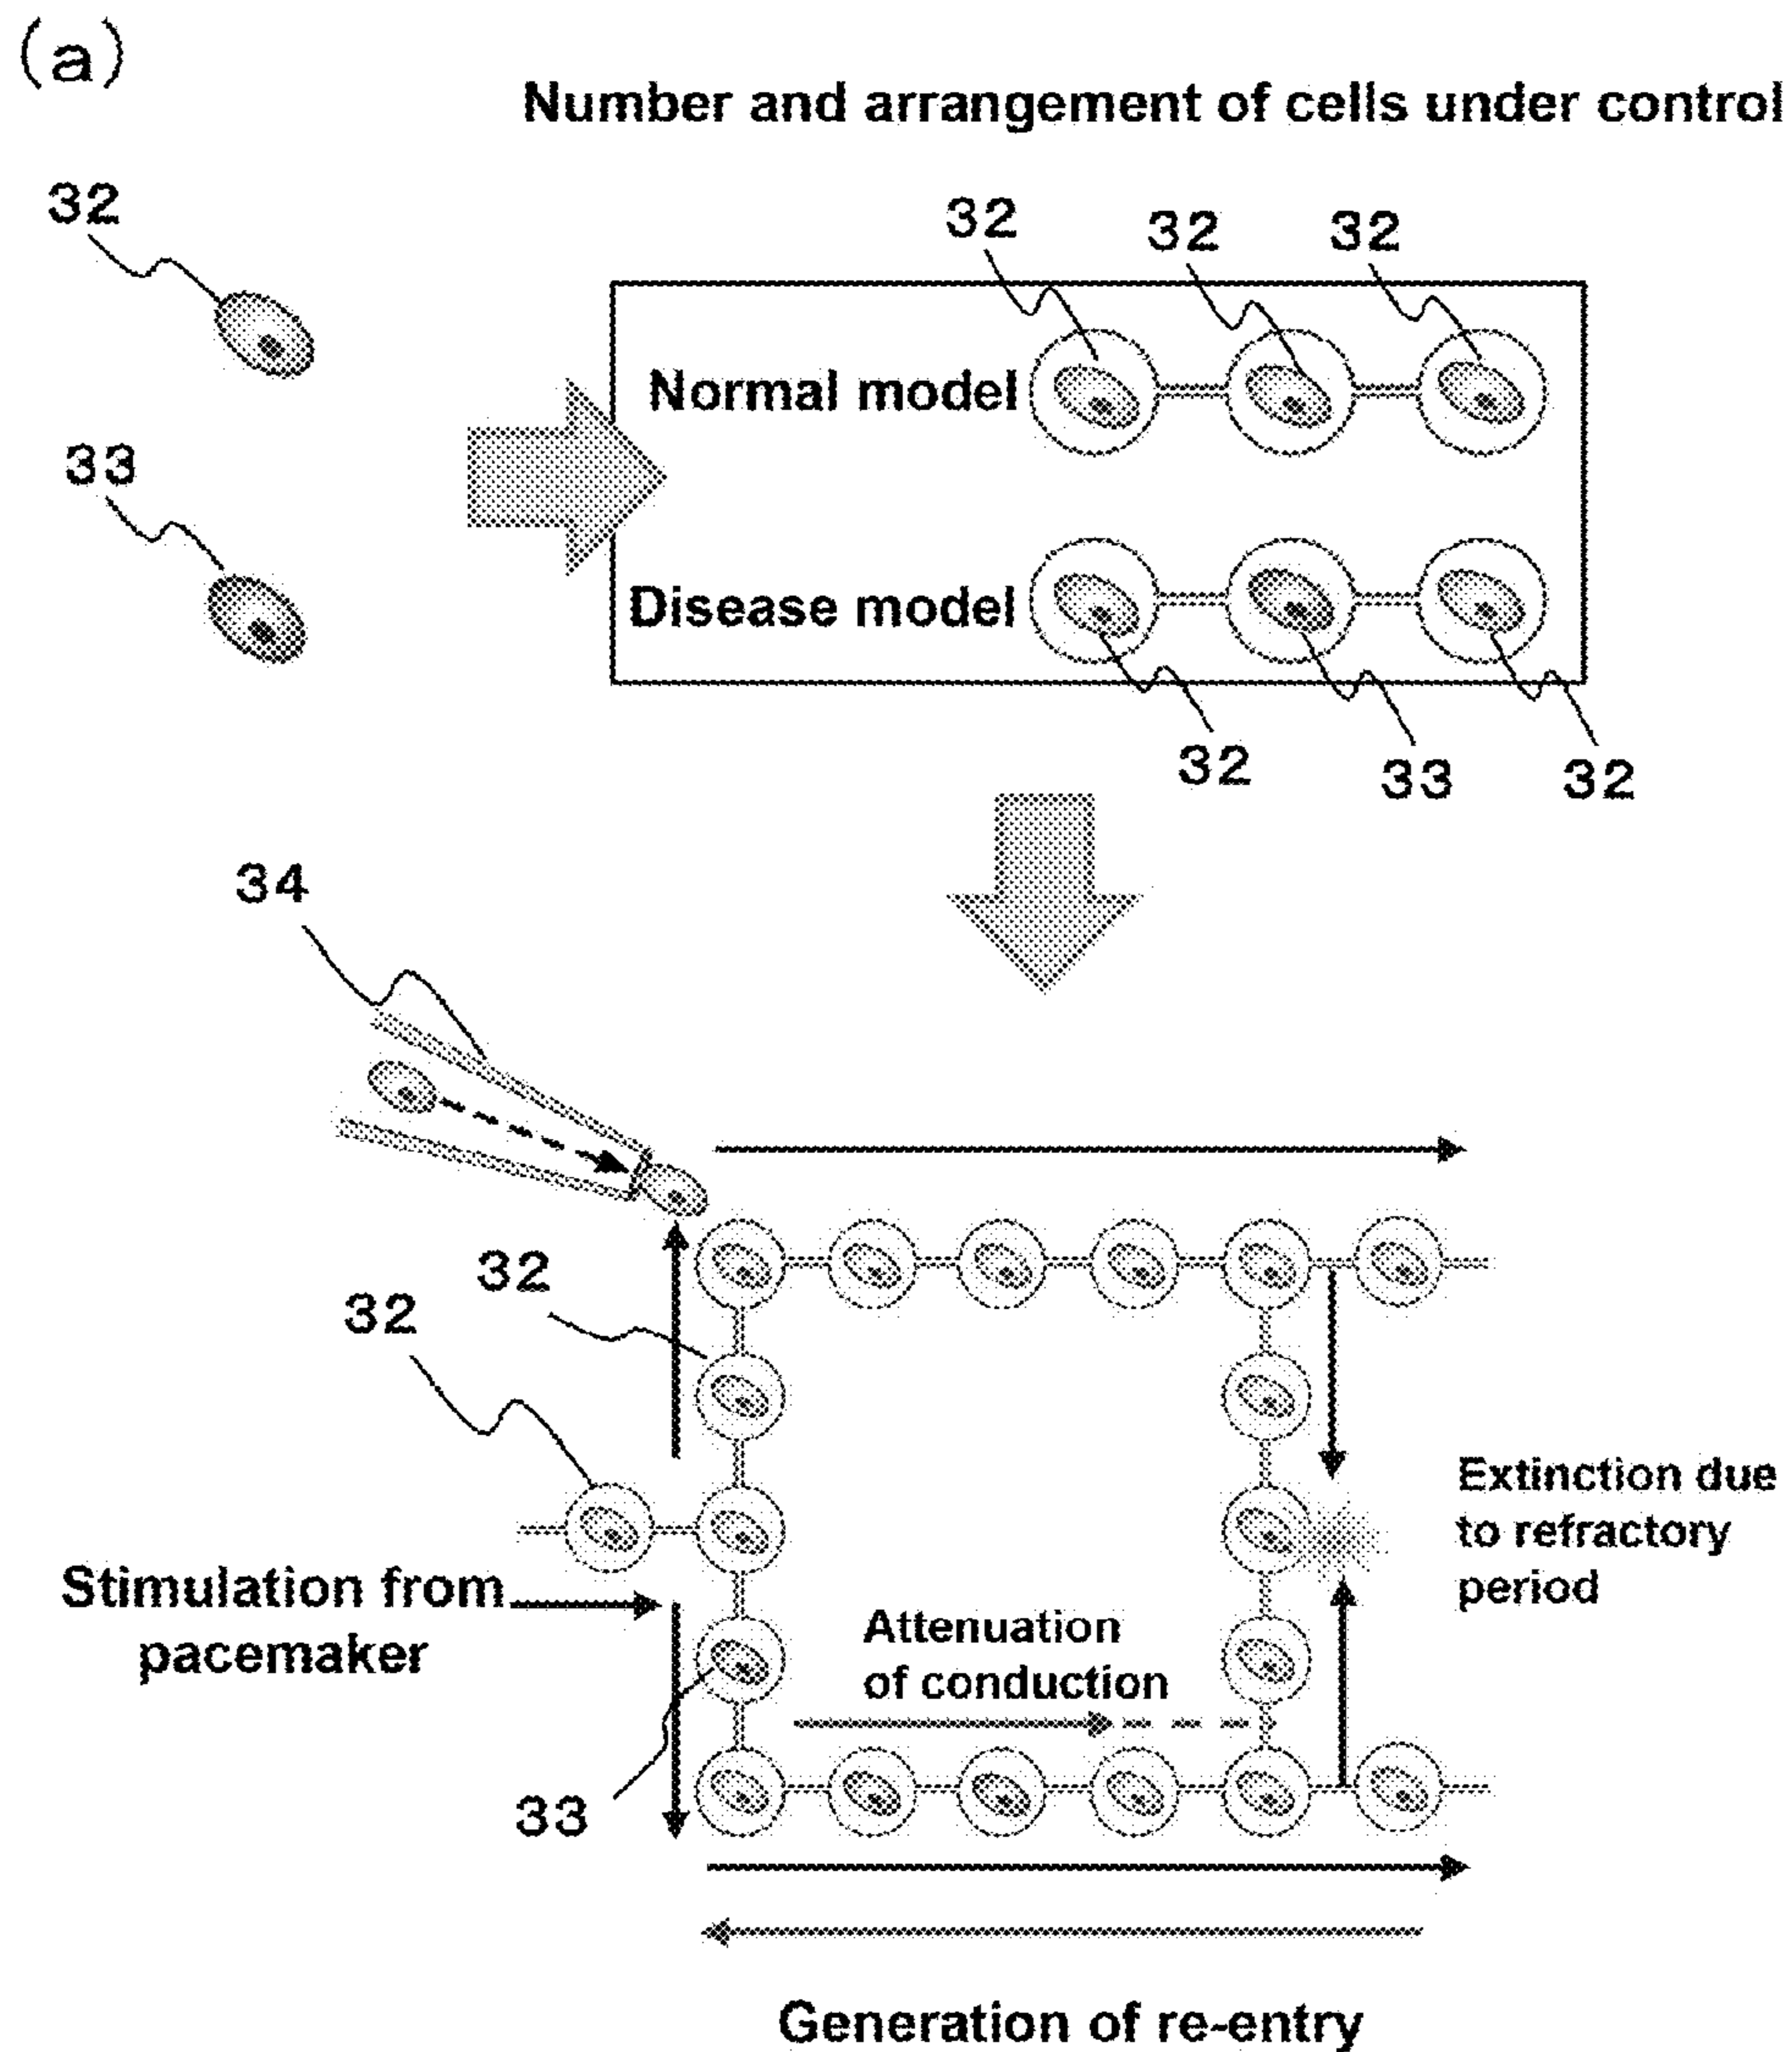 (a)
Number and arrangement of cells under control
32
32
32
32
33
Normal model
Disease model
32
33
32
34
32
32
Extinction due
to refractory
period
Stimulation from
pacemaker
Attenuation
of conduction
33
Generation of re-entry